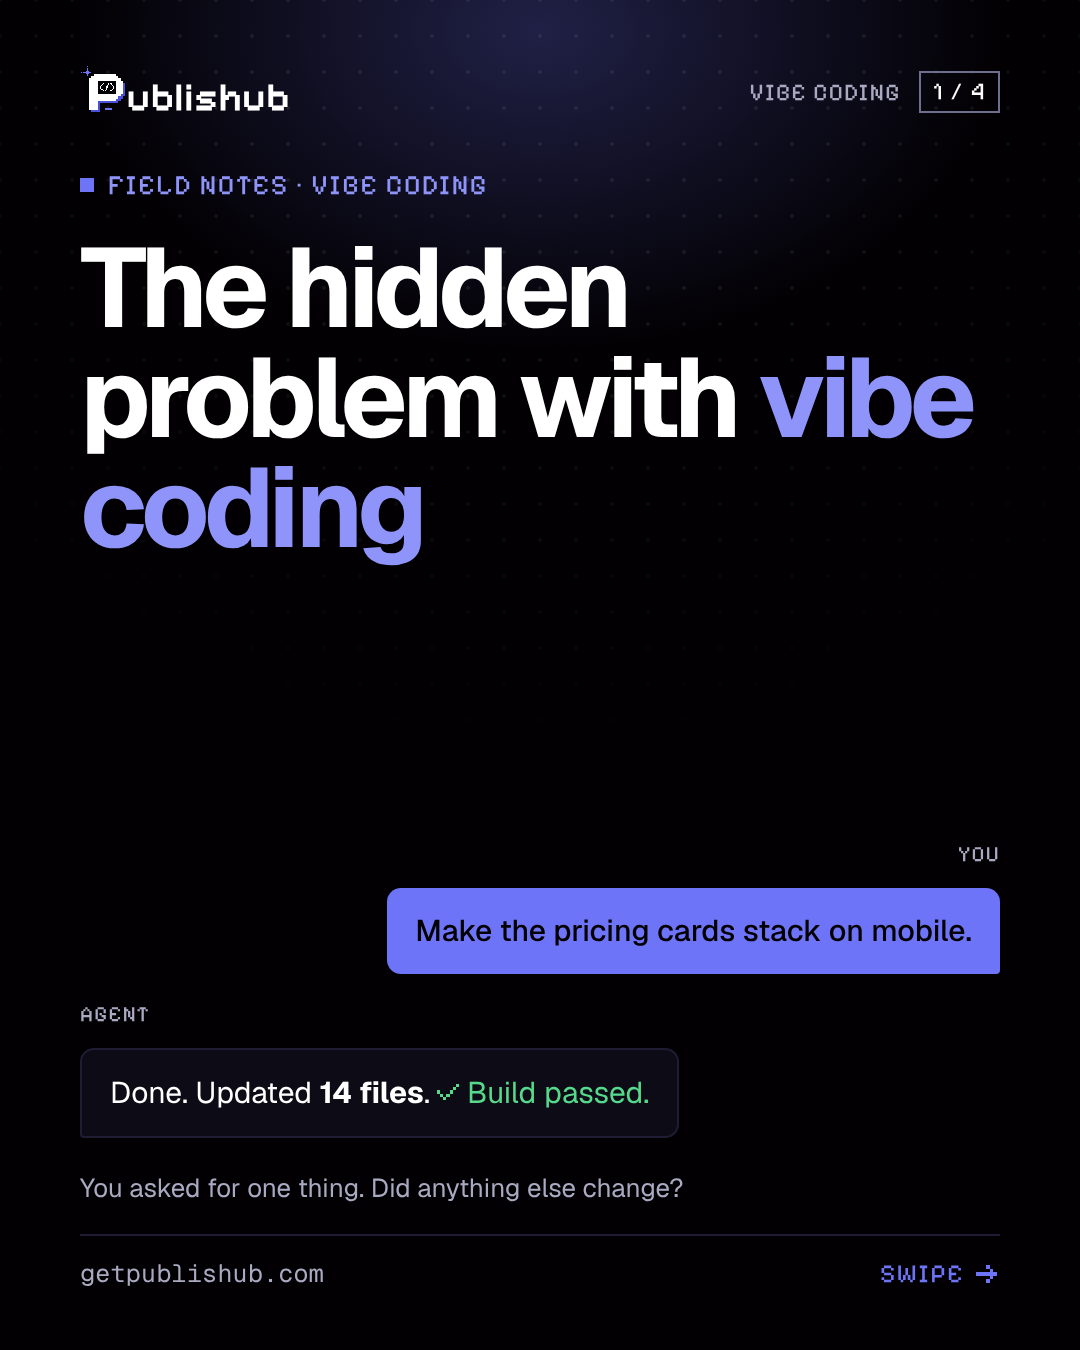 Publishub
VIBE CODING 1 / 4
FIELD NOTES · VIBE CODING
The hidden
problem with vibe
coding
YOU
Make the pricing cards stack on mobile.
AGENT
Done. Updated 14 files. ✓ Build passed.
You asked for one thing. Did anything else change?
getpublishub.com
SWIPE →